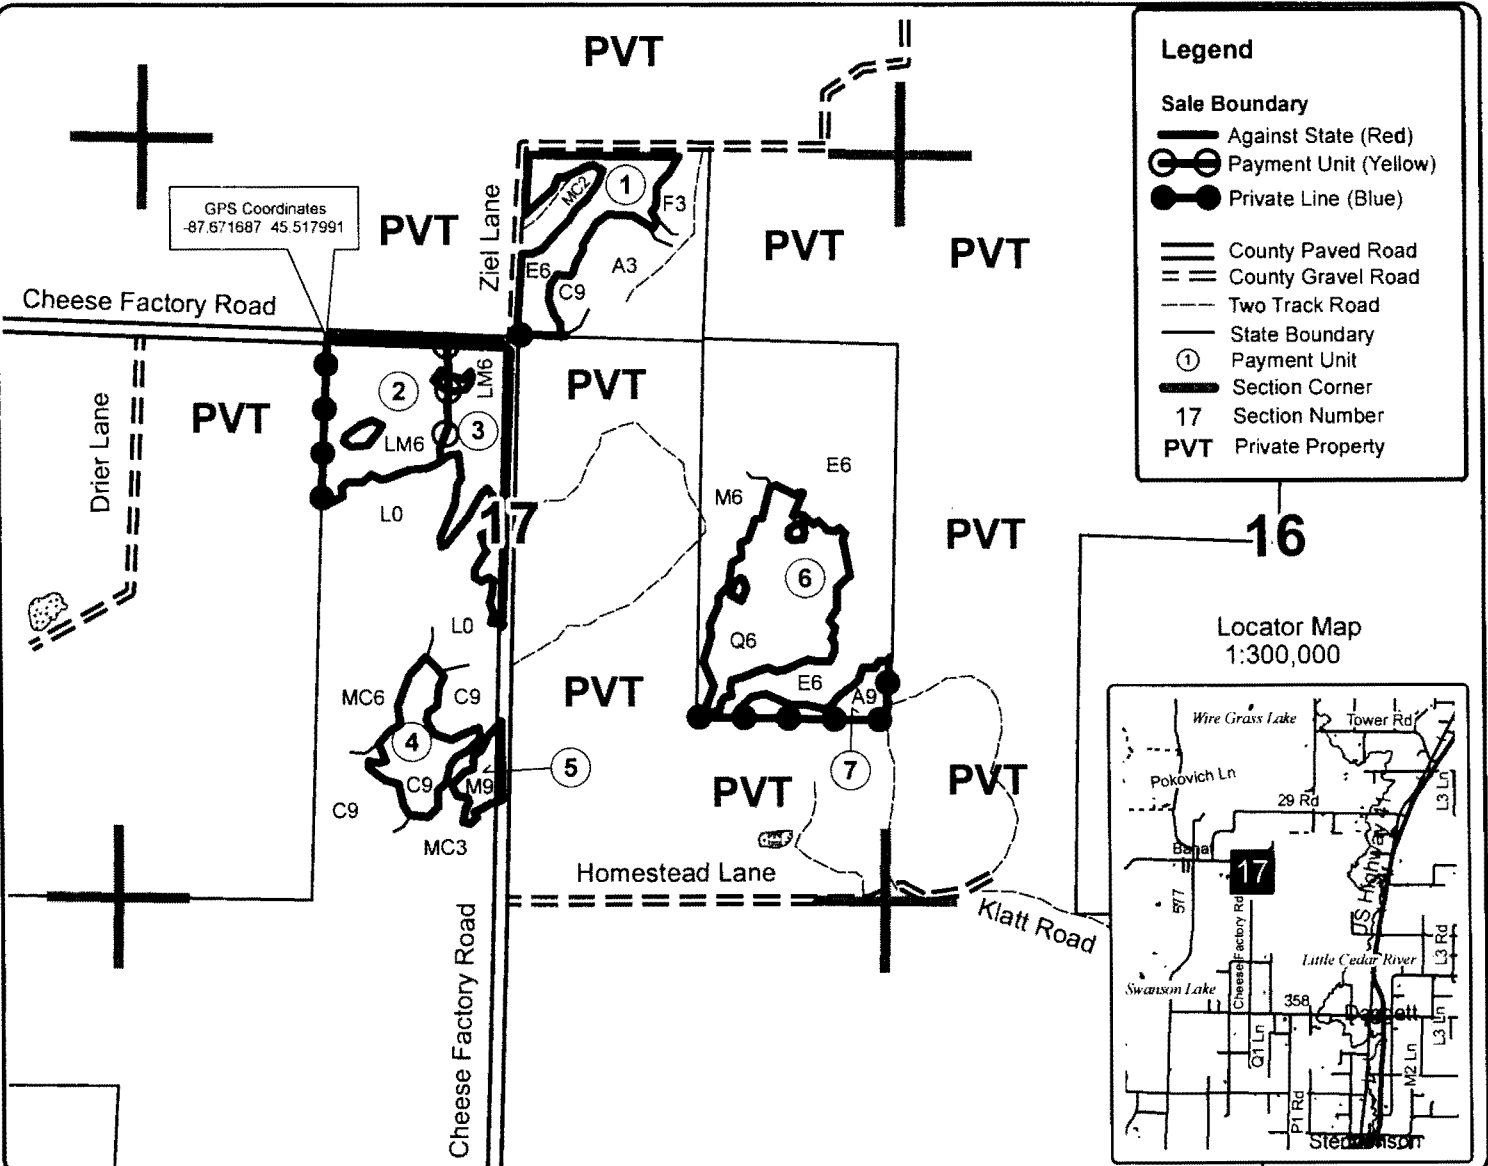 PVT
Legend
Sale Boundary
Against State (Red)
Payment Unit (Yellow)
Private Line (Blue)
County Paved Road
County Gravel Road
Two Track Road
State Boundary
1 Payment Unit
Section Corner
17 Section Number
PVT Private Property
GPS Coordinates
-87.671687 45.517991
PVT
Ziel Lane
MC2
1
F3
E6
A3
C9
PVT
PVT
Cheese Factory Road
Drier Lane
PVT
2
LM6
3
LM6
L0
PVT
17
E6
M6
PVT
16
6
Q6
L0
E6
A9
MC6
C9
4
C9
M9
5
C9
MC3
PVT
7
PVT
PVT
Homestead Lane
Klatt Road
Cheese Factory Road
Locator Map
1:300,000
Wire Grass Lake
Tower Rd
Pokovich Ln
29 Rd
L3 Ln
US Highway 41
17
577
Cheese Factory Rd
L3 Rd
Little Cedar River
Swanson Lake
358
Daggett
L3 Ln
Q1 Ln
M2 Ln
P1 Rd
Stephenson